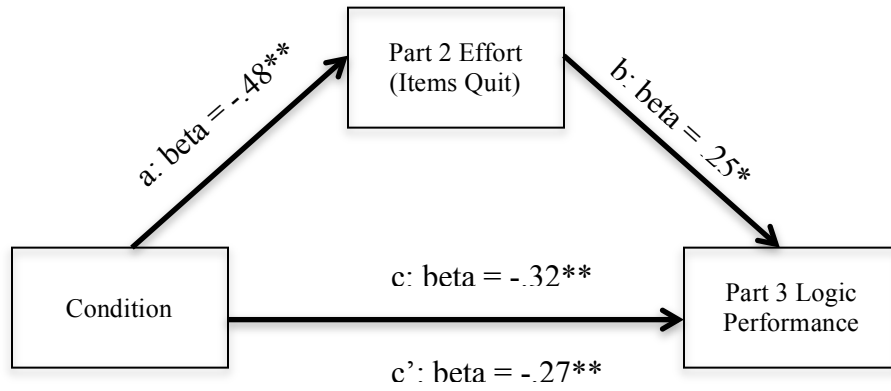 Part 2 Effort
(Items Quit)
a: beta = -.48**
b: beta = .25*
Condition
c: beta = -.32**
c’: beta = -.27**
Part 3 Logic
Performance